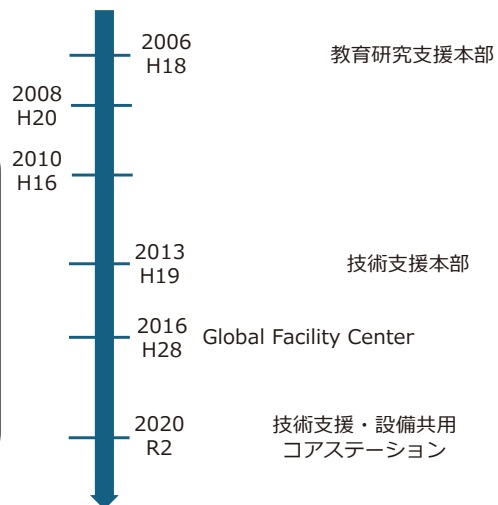 2006
H18
教育研究支援本部
2008
H20
2010
H16
2013
H19
技術支援本部
2016
H28
Global Facility Center
2020
R2
技術支援・設備共用
コアステーション